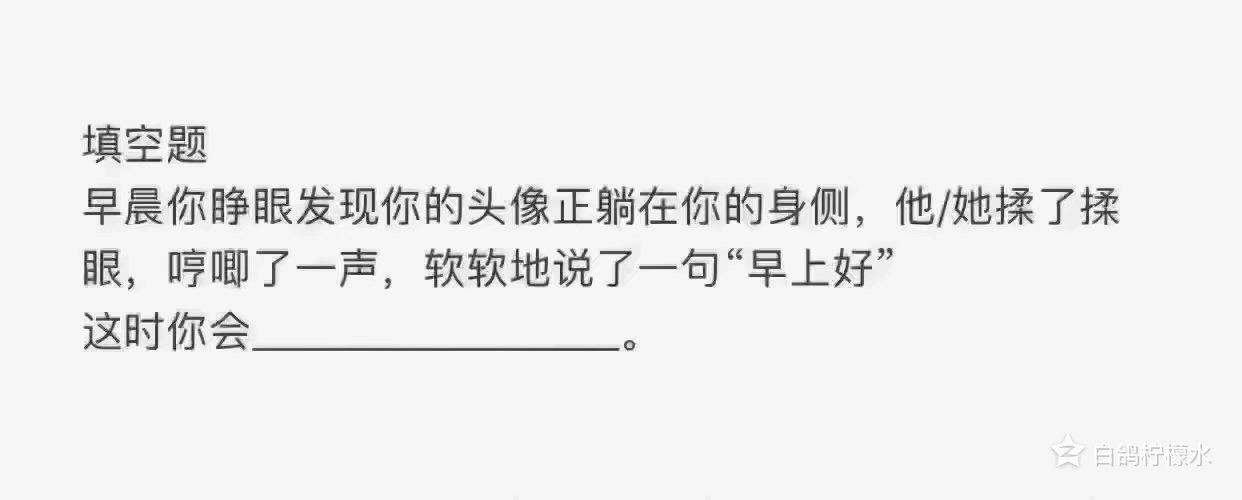 填空题
早晨你睁眼发现你的头像正躺在你的身侧，他/她揉了揉
眼，哼唧了一声，软软地说了一句“早上好”
这时你会_________________。
白鸽柠檬水